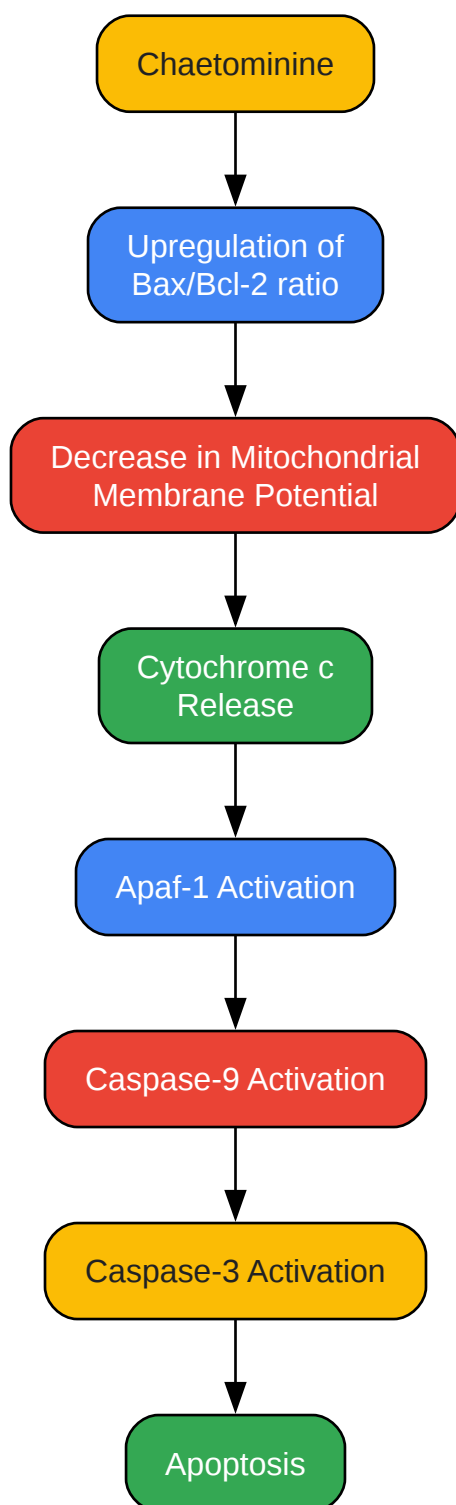 Chaetominine
Upregulation of
Bax/Bcl-2 ratio
Decrease in Mitochondrial
Membrane Potential
Cytochrome c
Release
Apaf-1 Activation
Caspase-9 Activation
Caspase-3 Activation
Apoptosis